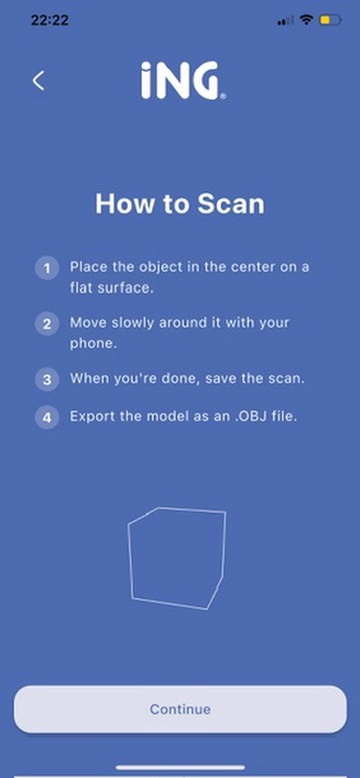 22:22
iNG®
How to Scan
1 Place the object in the center on a
flat surface.
2 Move slowly around it with your
phone.
3 When you're done, save the scan.
4 Export the model as an .OBJ file.
Continue